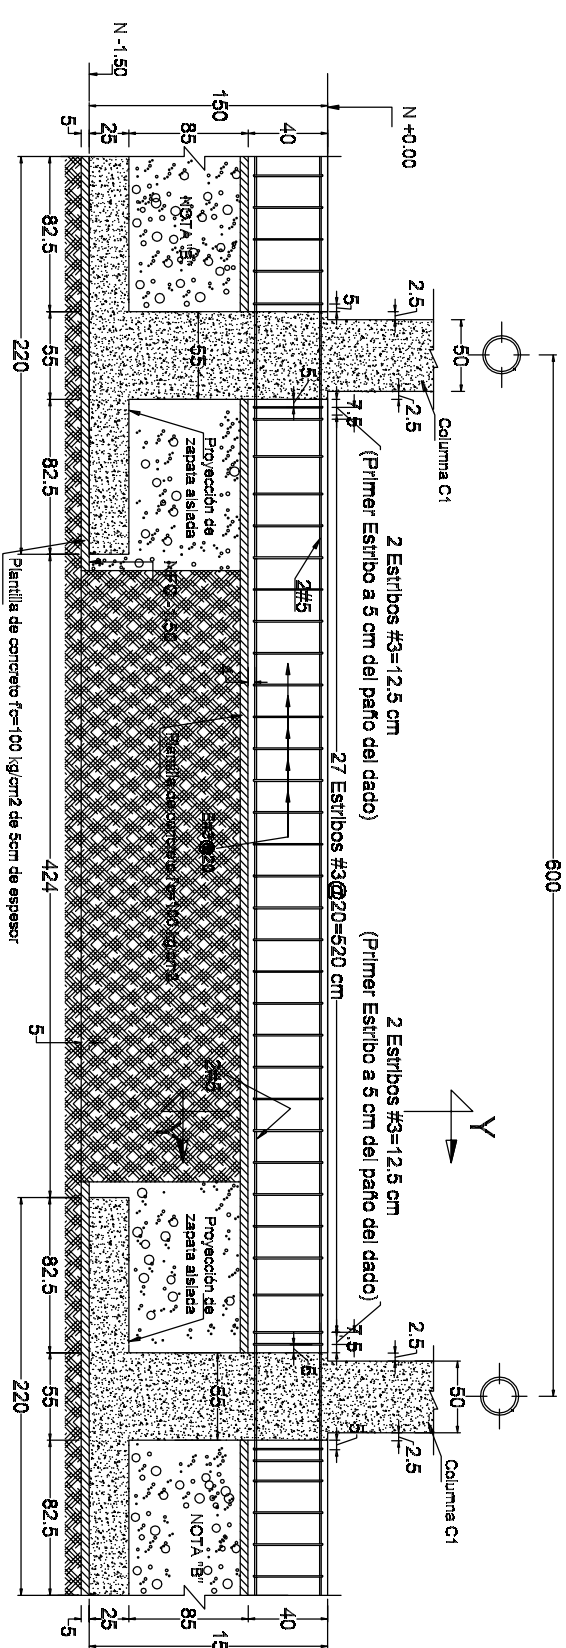 600
Columna C1
Columna C1
50
2.5
2.5
50
2.5
2.5
2 Estribos #3=12.5 cm
(Primer Estribo a 5 cm del paño del dado)
2 Estribos #3=12.5 cm
(Primer Estribo a 5 cm del paño del dado)
Y
N +0.00
5
7.5
27 Estribos #3@20=520 cm
7.5
5
150
40
85
25
5
2#5
5
5
2#5
40
85
25
5
NOTA "B"
55
Proyección de
zapata aislada
Proyección de
zapata aislada
NOTA "B"
Y
N -1.50
82.5
55
82.5
424
5
82.5
55
82.5
220
220
Plantilla de concreto f'c=100 kg/cm2 de 5cm de espesor